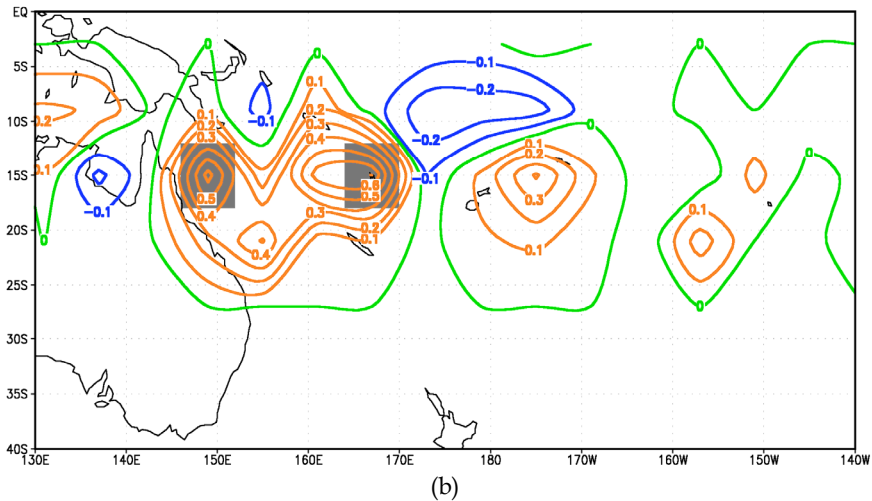 EQ
0 0 0
0.1 −0.1
5S
0.1 −0.2
0.2
10S 0.1 −0.1 0.3
0.2 0.2 0.4 −0.2 0 0.1
0.3 0.2 0
0.1 −0.1 0.1
15S 0.6 0.3
−0.1 0.5 0.5
0.4 0.3 0.1
20S 0 0.2
0.4 0.1 0.1
25S
0 0
30S
35S
40S
130E 140E 150E 160E 170E 180 170W 160W 150W 140W
(b)